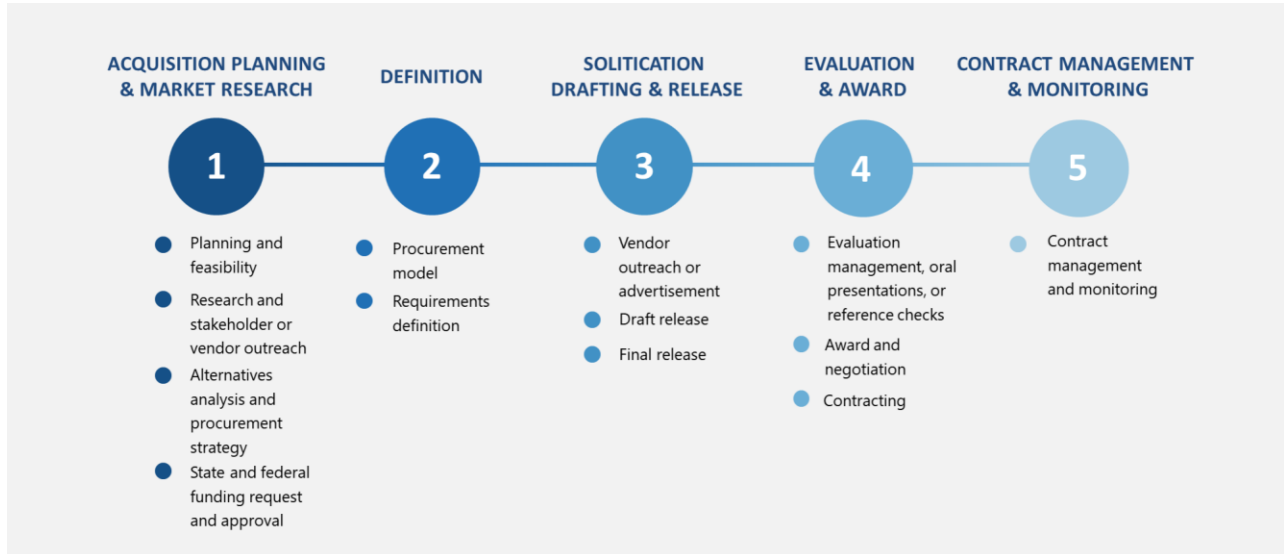 ACQUISITION PLANNING
& MARKET RESEARCH
1
Planning and
feasibility
Research and
stakeholder or
vendor outreach
Alternatives
analysis and
procurement
strategy
State and federal
funding request
and approval
DEFINITION
2
Procurement
model
Requirements
definition
SOLITICATION
DRAFTING & RELEASE
3
Vendor
outreach or
advertisement
Draft release
Final release
EVALUATION
& AWARD
4
Evaluation
management, oral
presentations, or
reference checks
Award and
negotiation
Contracting
CONTRACT MANAGEMENT
& MONITORING
5
Contract
management
and monitoring